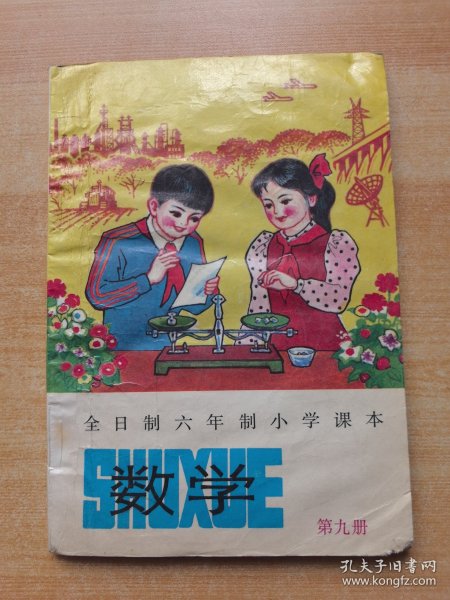 全日制六年制小学课本
SHUXUE
数学
第九册
孔夫子旧书网
www.kongfz.com